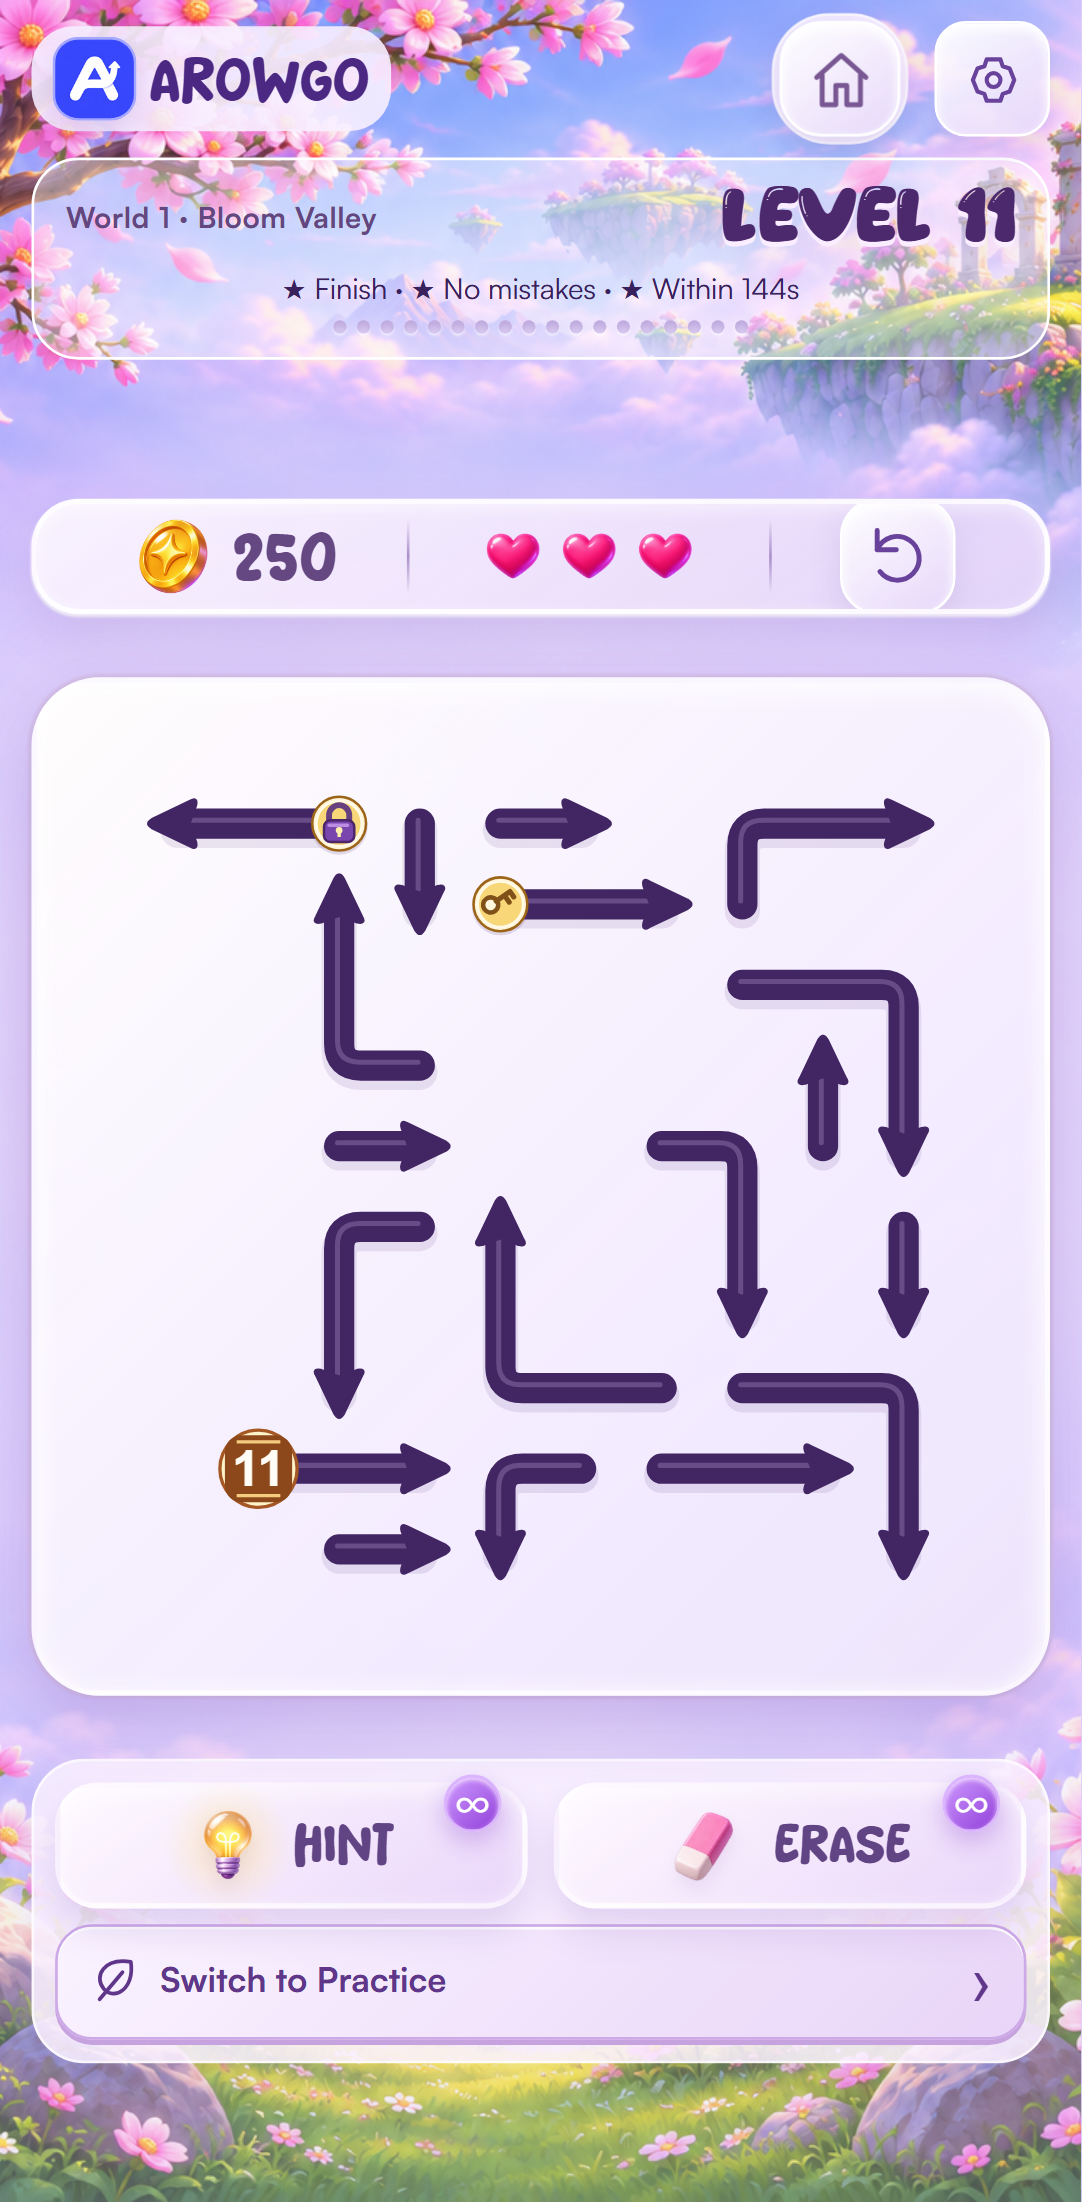 AROWGO
World 1 • Bloom Valley
LEVEL 11
★ Finish • ★ No mistakes • ★ Within 144s
250
11
HINT
∞
ERASE
∞
Switch to Practice